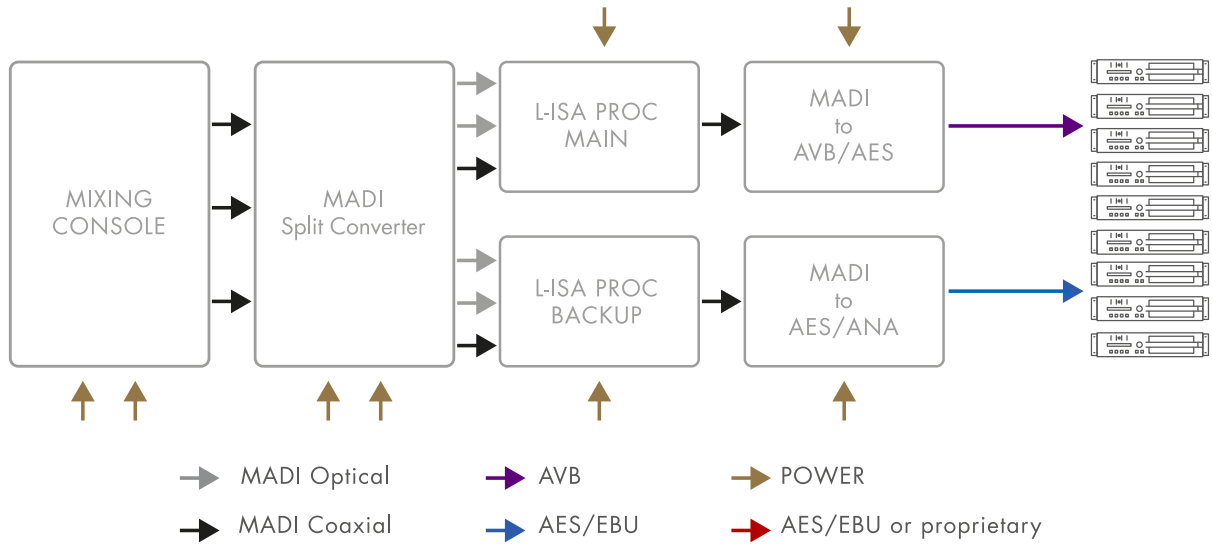 MIXING
CONSOLE
MADI
Split Converter
L-ISA PROC
MAIN
MADI
to
AVB/AES
L-ISA PROC
BACKUP
MADI
to
AES/ANA
MADI Optical
AVB
POWER
MADI Coaxial
AES/EBU
AES/EBU or proprietary